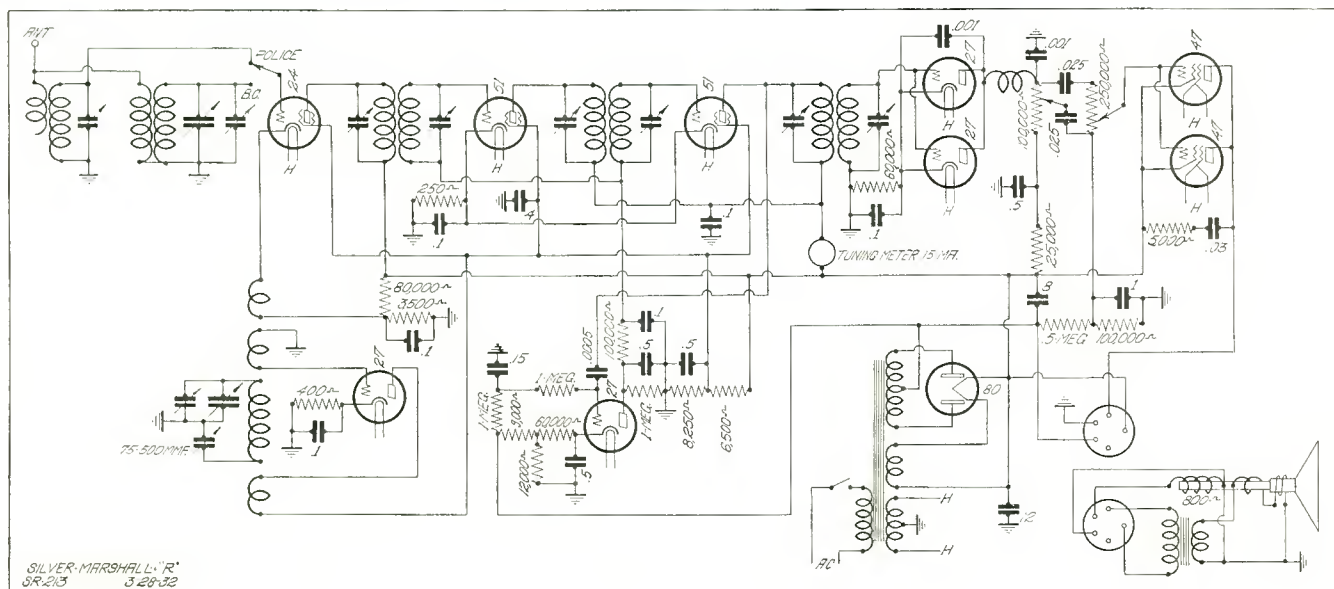 ANT
POLICE
B.C.
24
H
51
H
51
H
.001
27
H
27
H
.001
.025
.025
250,000~
47
H
47
H
250~
.1
.4
.1
60,000~
.1
.5
25,000~
5,000~
.03
TUNING METER 15 MA.
80,000~
3,500~
.1
27
400~
.1
75-500 MMF.
.15
1 MEG.
1 MEG.
9,000~
60,000~
12,000~
.5
.0005
100,000~
.1
.5
.5
27
1 MEG.
8,250~
6,500~
8
.1
.5 MEG.
100,000~
80
12
AC
H
H
800~
SILVER-MARSHALL "R"
SR-213 3-28-32